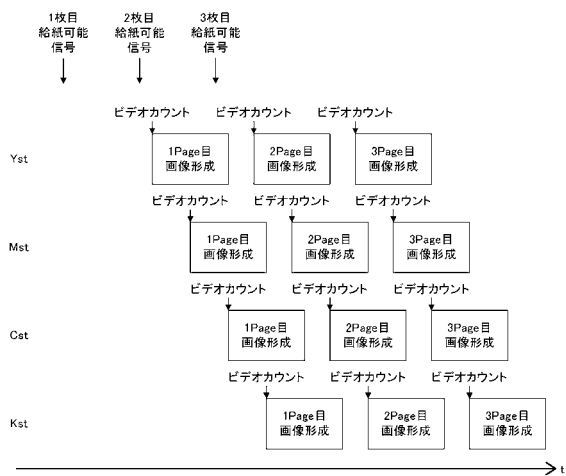 1枚目
給紙可能
信号
2枚目
給紙可能
信号
3枚目
給紙可能
信号
ビデオカウント ビデオカウント ビデオカウント
Yst
1Page目
画像形成
2Page目
画像形成
3Page目
画像形成
ビデオカウント ビデオカウント ビデオカウント
Mst
1Page目
画像形成
2Page目
画像形成
3Page目
画像形成
ビデオカウント ビデオカウント ビデオカウント
Cst
1Page目
画像形成
2Page目
画像形成
3Page目
画像形成
ビデオカウント ビデオカウント ビデオカウント
Kst
1Page目
画像形成
2Page目
画像形成
3Page目
画像形成
t